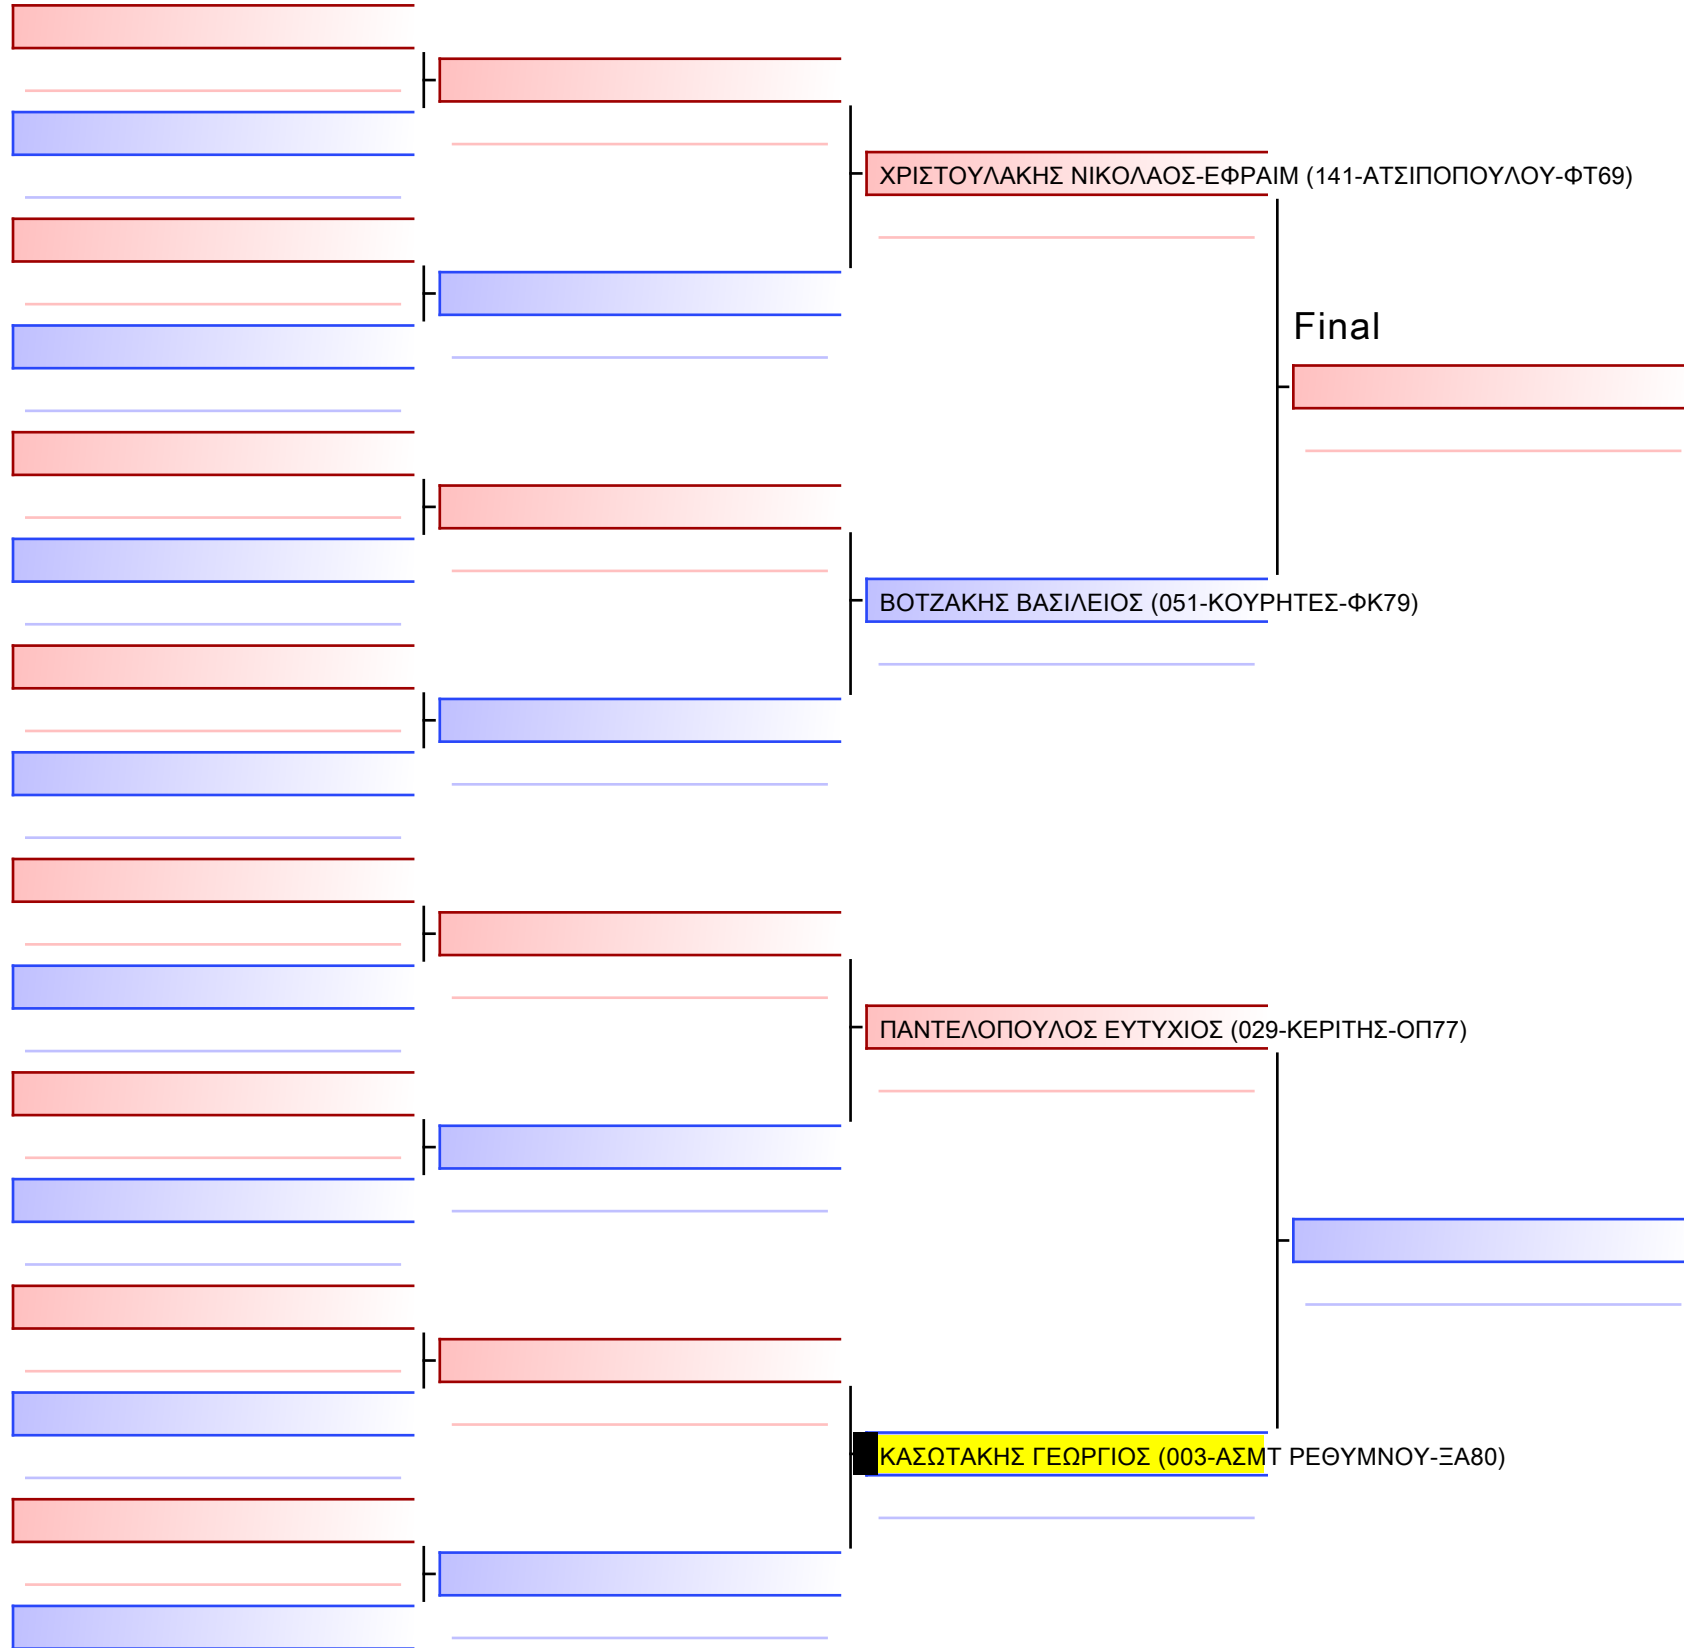 ΧΡΙΣΤΟΥΛΑΚΗΣ ΝΙΚΟΛΑΟΣ-ΕΦΡΑΙΜ (141-ΑΤΣΙΠΟΠΟΥΛΟΥ-ΦΤ69)
Final
ΒΟΤΖΑΚΗΣ ΒΑΣΙΛΕΙΟΣ (051-ΚΟΥΡΗΤΕΣ-ΦΚ79)
ΠΑΝΤΕΛΟΠΟΥΛΟΣ ΕΥΤΥΧΙΟΣ (029-ΚΕΡΙΤΗΣ-ΟΠ77)
ΚΑΣΩΤΑΚΗΣ ΓΕΩΡΓΙΟΣ (003-ΑΣΜΤ ΡΕΘΥΜΝΟΥ-ΞΑ80)